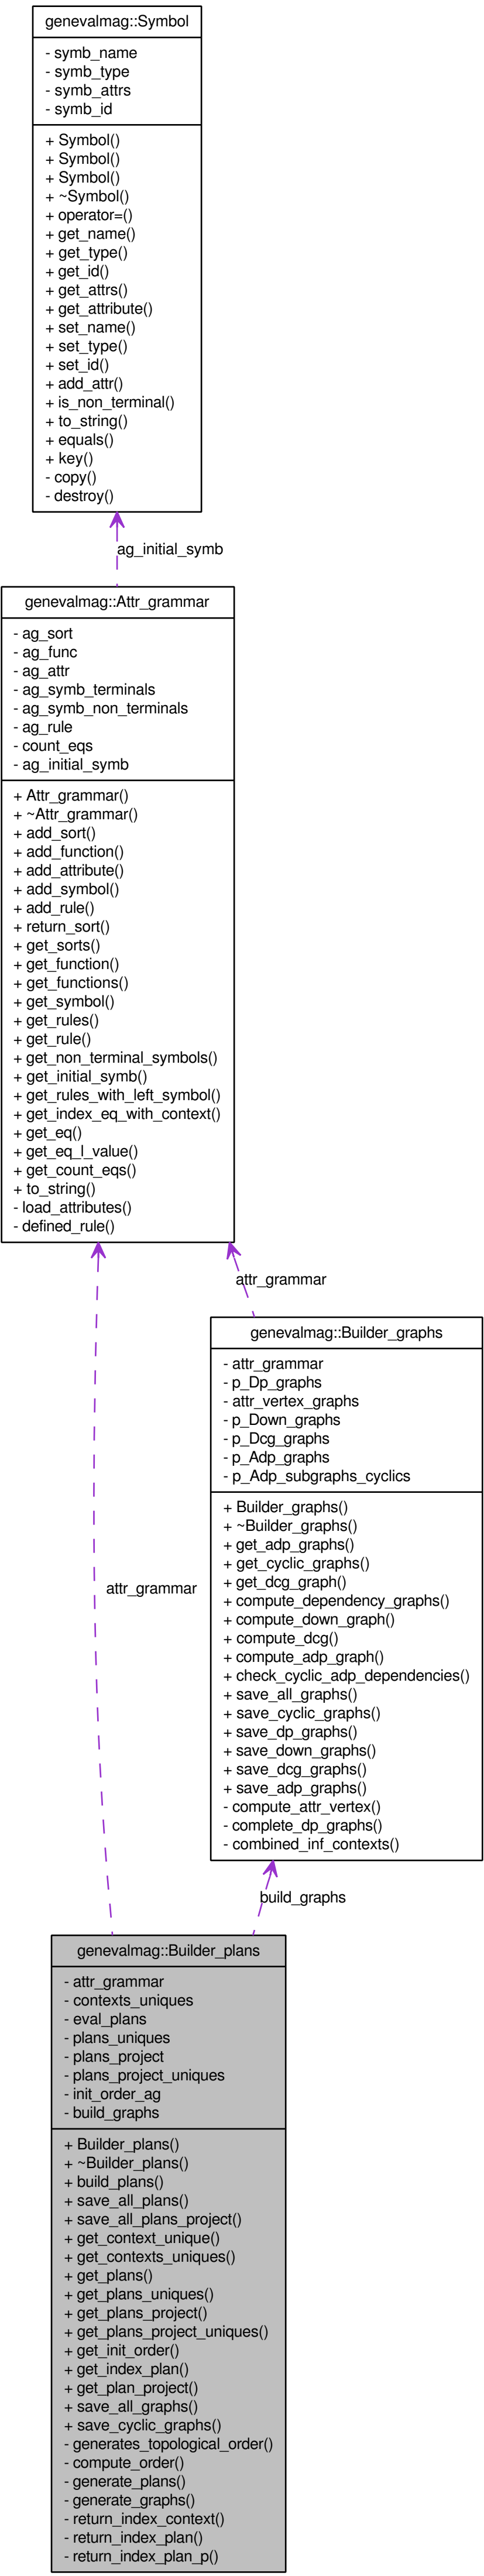 genevalmag::Symbol
- symb_name
- symb_type
- symb_attrs
- symb_id
+ Symbol()
+ Symbol()
+ Symbol()
+ ~Symbol()
+ operator=()
+ get_name()
+ get_type()
+ get_id()
+ get_attrs()
+ get_attribute()
+ set_name()
+ set_type()
+ set_id()
+ add_attr()
+ is_non_terminal()
+ to_string()
+ equals()
+ key()
- copy()
- destroy()
ag_initial_symb
genevalmag::Attr_grammar
- ag_sort
- ag_func
- ag_attr
- ag_symb_terminals
- ag_symb_non_terminals
- ag_rule
- count_eqs
- ag_initial_symb
+ Attr_grammar()
+ ~Attr_grammar()
+ add_sort()
+ add_function()
+ add_attribute()
+ add_symbol()
+ add_rule()
+ return_sort()
+ get_sorts()
+ get_function()
+ get_functions()
+ get_symbol()
+ get_rules()
+ get_rule()
+ get_non_terminal_symbols()
+ get_initial_symb()
+ get_rules_with_left_symbol()
+ get_index_eq_with_context()
+ get_eq()
+ get_eq_l_value()
+ get_count_eqs()
+ to_string()
- load_attributes()
- defined_rule()
attr_grammar
genevalmag::Builder_graphs
- attr_grammar
- p_Dp_graphs
- attr_vertex_graphs
- p_Down_graphs
- p_Dcg_graphs
- p_Adp_graphs
- p_Adp_subgraphs_cyclics
+ Builder_graphs()
+ ~Builder_graphs()
+ get_adp_graphs()
+ get_cyclic_graphs()
+ get_dcg_graph()
+ compute_dependency_graphs()
+ compute_down_graph()
+ compute_dcg()
+ compute_adp_graph()
+ check_cyclic_adp_dependencies()
+ save_all_graphs()
+ save_cyclic_graphs()
+ save_dp_graphs()
+ save_down_graphs()
+ save_dcg_graphs()
+ save_adp_graphs()
- compute_attr_vertex()
- complete_dp_graphs()
- combined_inf_contexts()
attr_grammar
build_graphs
genevalmag::Builder_plans
- attr_grammar
- contexts_uniques
- eval_plans
- plans_uniques
- plans_project
- plans_project_uniques
- init_order_ag
- build_graphs
+ Builder_plans()
+ ~Builder_plans()
+ build_plans()
+ save_all_plans()
+ save_all_plans_project()
+ get_context_unique()
+ get_contexts_uniques()
+ get_plans()
+ get_plans_uniques()
+ get_plans_project()
+ get_plans_project_uniques()
+ get_init_order()
+ get_index_plan()
+ get_plan_project()
+ save_all_graphs()
+ save_cyclic_graphs()
- generates_topological_order()
- compute_order()
- generate_plans()
- generate_graphs()
- return_index_context()
- return_index_plan()
- return_index_plan_p()